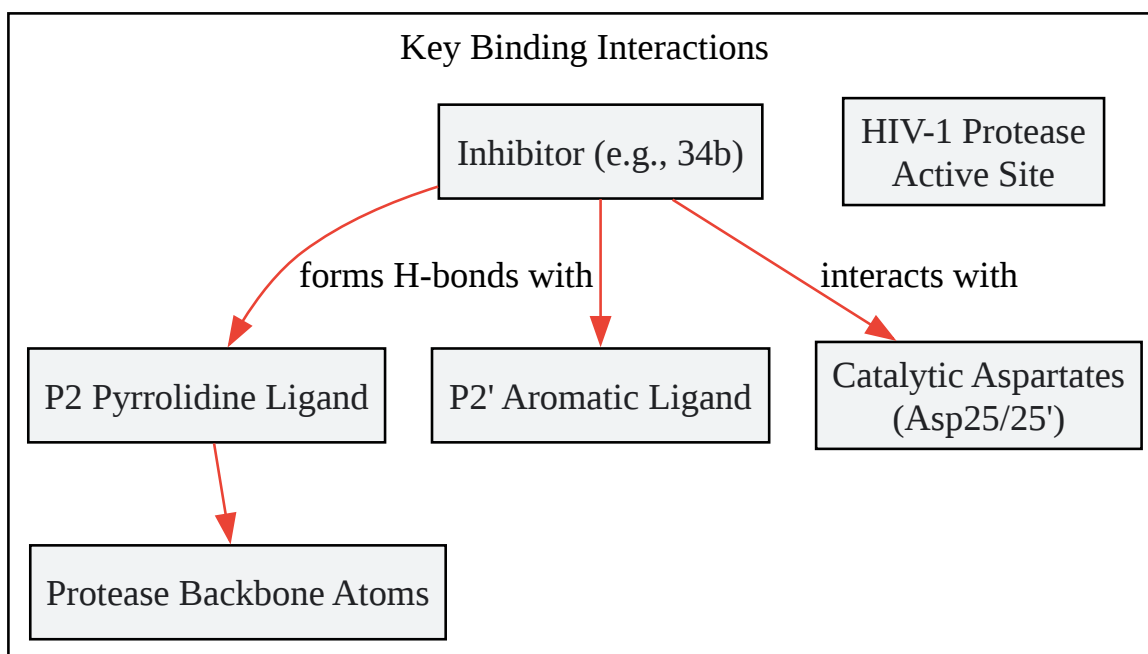 Key Binding Interactions
Inhibitor (e.g., 34b)
HIV-1 Protease
Active Site
forms H-bonds with
interacts with
P2 Pyrrolidine Ligand
P2' Aromatic Ligand
Catalytic Aspartates
(Asp25/25')
Protease Backbone Atoms